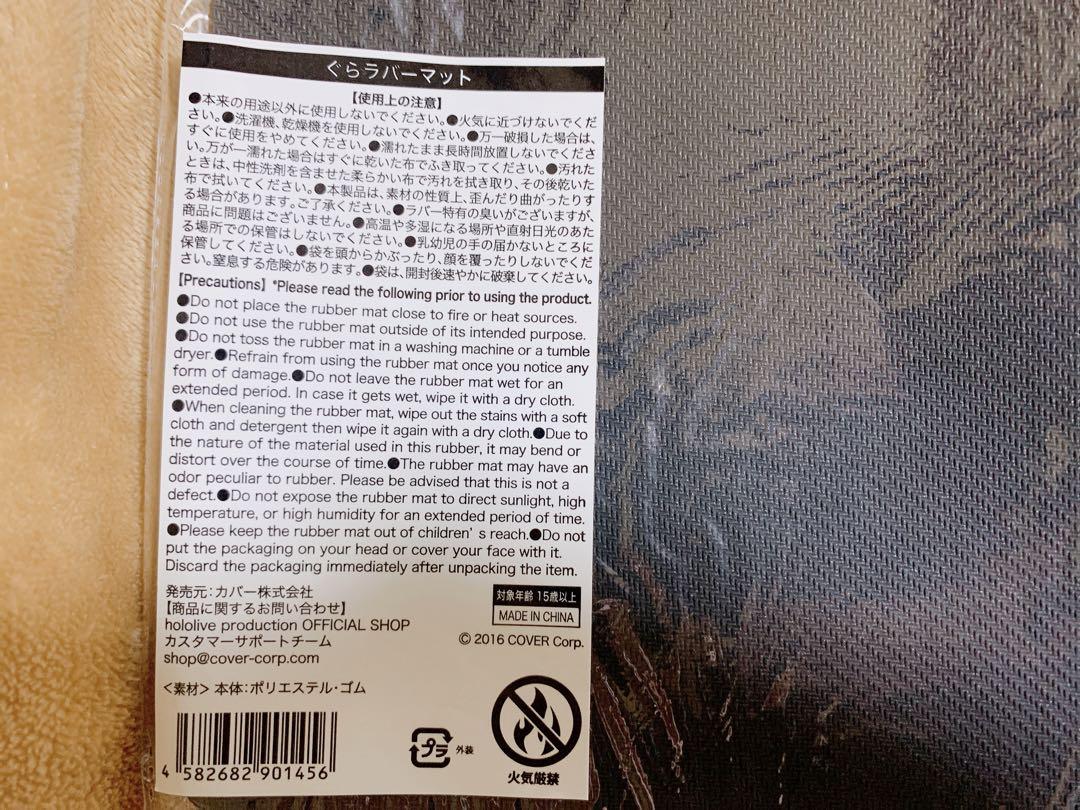 ぐらラバーマット
【使用上の注意】
●本来の用途以外に使用しないでください。●火気に近づけないでくだ
さい。●洗濯機、乾燥機を使用しないでください。●万一破損した場合は、
すぐに使用をやめてください。●濡れたまま長時間放置しないでくださ
い。万が一濡れた場合はすぐに乾いた布でふき取ってください。●汚れた
ときは、中性洗剤を含ませた柔らかい布で汚れを拭き取り、その後乾いた
布で拭いてください。●本製品は、素材の性質上、歪んだり曲がったりす
る場合があります。ご了承ください。●ラバー特有の臭いがございますが、
商品に問題はございません。●高温や多湿になる場所や直射日光のあた
る場所での保管はしないでください。●乳幼児の手の届かないところに
保管してください。●袋を頭からかぶったり、顔を覆ったりしないでくだ
さい。窒息する危険があります。●袋は、開封後速やかに破棄してください。
【Precautions】*Please read the following prior to using the product.
●Do not place the rubber mat close to fire or heat sources.
●Do not use the rubber mat outside of its intended purpose.
●Do not toss the rubber mat in a washing machine or a tumble
dryer.●Refrain from using the rubber mat once you notice any
form of damage.●Do not leave the rubber mat wet for an
extended period. In case it gets wet, wipe it with a dry cloth.
●When cleaning the rubber mat, wipe out the stains with a soft
cloth and detergent then wipe it again with a dry cloth.●Due to
the nature of the material used in this rubber, it may bend or
distort over the course of time.●The rubber mat may have an
odor peculiar to rubber. Please be advised that this is not a
defect.●Do not expose the rubber mat to direct sunlight, high
temperature, or high humidity for an extended period of time.
●Please keep the rubber mat out of children's reach.●Do not
put the packaging on your head or cover your face with it.
Discard the packaging immediately after unpacking the item.
発売元：カバー株式会社
【商品に関するお問い合わせ】
hololive production OFFICIAL SHOP
カスタマーサポートチーム
shop@cover-corp.com
対象年齢 15歳以上
MADE IN CHINA
© 2016 COVER Corp.
＜素材＞ 本体：ポリエステル・ゴム
4 582682 901456
プラ 外装
火気厳禁